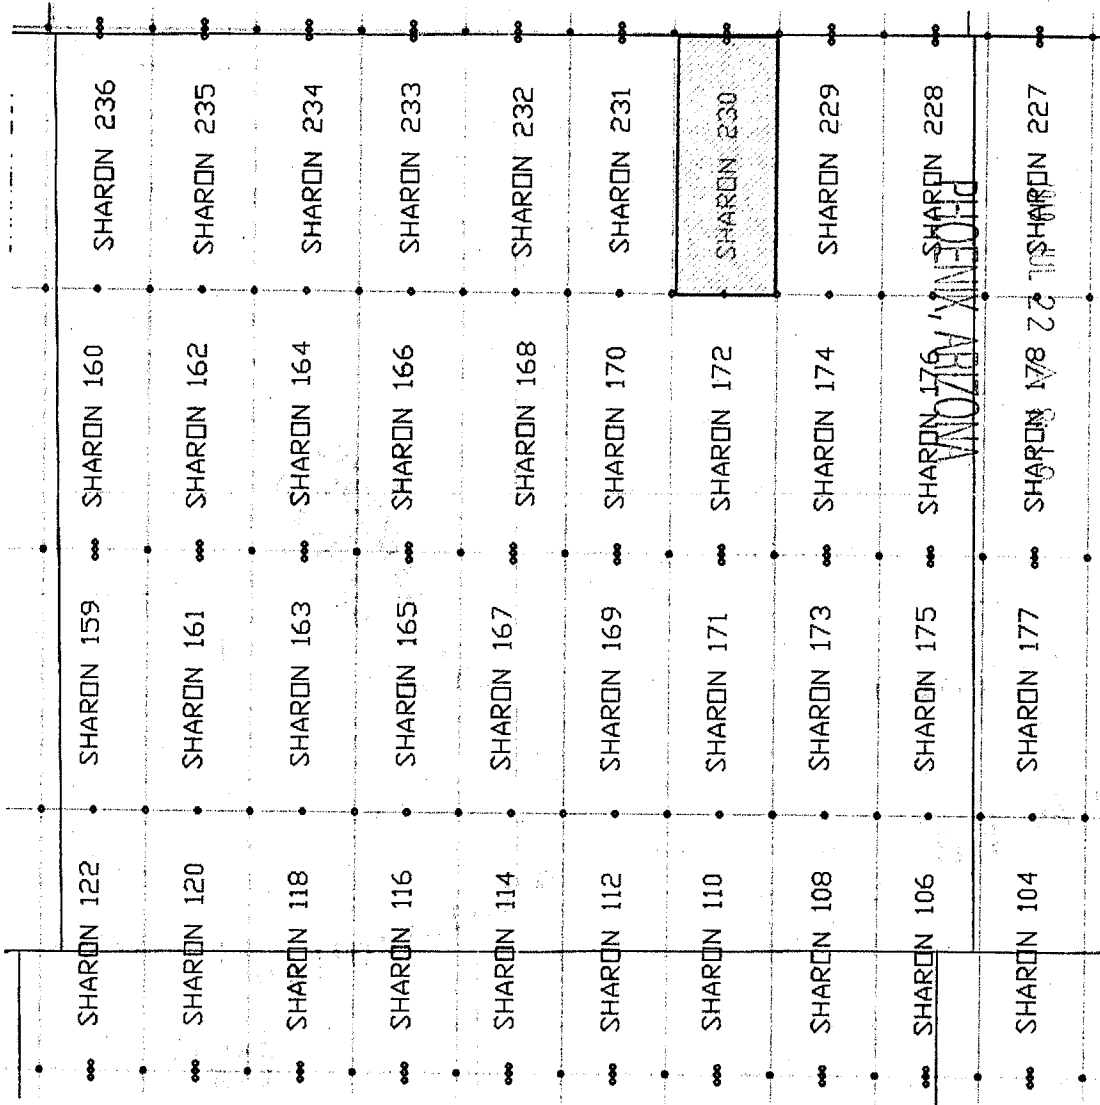 SHARON 236
SHARON 235
SHARON 234
SHARON 233
SHARON 232
SHARON 231
SHARON 230
SHARON 229
SHARON 228
SHARON 227
SHARON 160
SHARON 162
SHARON 164
SHARON 166
SHARON 168
SHARON 170
SHARON 172
SHARON 174
SHARON 176
SHARON 178
SHARON 159
SHARON 161
SHARON 163
SHARON 165
SHARON 167
SHARON 169
SHARON 171
SHARON 173
SHARON 175
SHARON 177
SHARON 122
SHARON 120
SHARON 118
SHARON 116
SHARON 114
SHARON 112
SHARON 110
SHARON 108
SHARON 106
SHARON 104
JUL 22
PHOENIX, ARIZONA